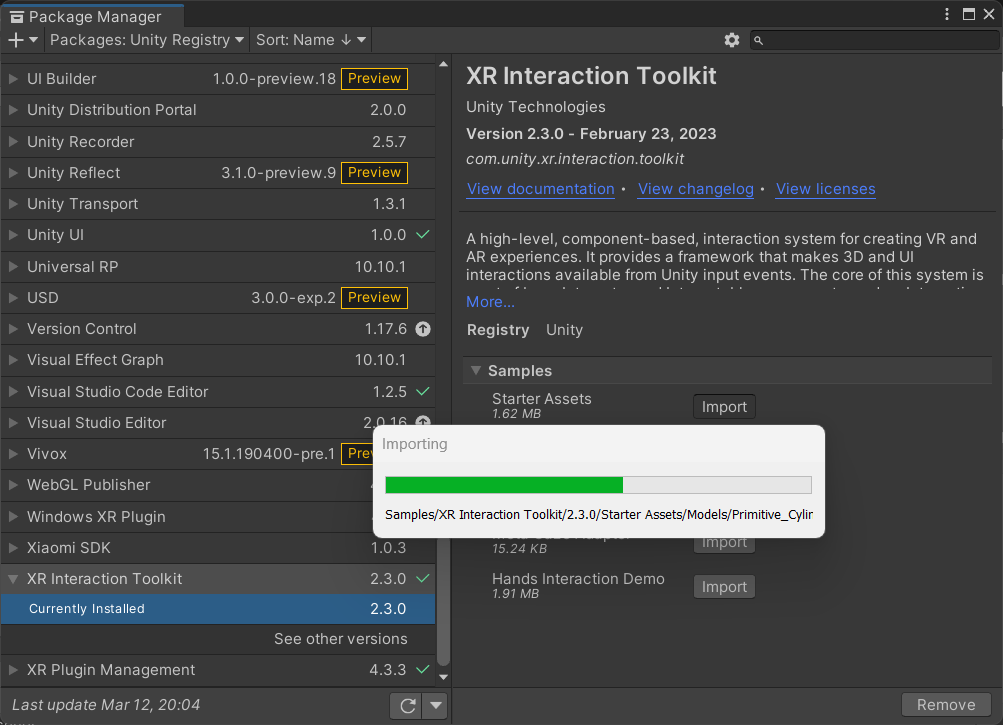 Package Manager
Packages: Unity Registry
Sort: Name ↓
UI Builder 1.0.0-preview.18 Preview
Unity Distribution Portal 2.0.0
Unity Recorder 2.5.7
Unity Reflect 3.1.0-preview.9 Preview
Unity Transport 1.3.1
Unity UI 1.0.0
Universal RP 10.10.1
USD 3.0.0-exp.2 Preview
Version Control 1.17.6
Visual Effect Graph 10.10.1
Visual Studio Code Editor 1.2.5
Visual Studio Editor 2.0.16
Vivox 15.1.190400-pre.1
WebGL Publisher
Windows XR Plugin
Xiaomi SDK 1.0.3
XR Interaction Toolkit 2.3.0
Currently Installed 2.3.0
See other versions
XR Plugin Management 4.3.3
Last update Mar 12, 20:04
XR Interaction Toolkit
Unity Technologies
Version 2.3.0 - February 23, 2023
com.unity.xr.interaction.toolkit
View documentation • View changelog • View licenses
A high-level, component-based, interaction system for creating VR and
AR experiences. It provides a framework that makes 3D and UI
interactions available from Unity input events. The core of this system is
More...
Registry Unity
Samples
Starter Assets Import
1.62 MB
Importing
Samples/XR Interaction Toolkit/2.3.0/Starter Assets/Models/Primitive_Cylin
Import
15.24 KB
Hands Interaction Demo Import
1.91 MB
Remove